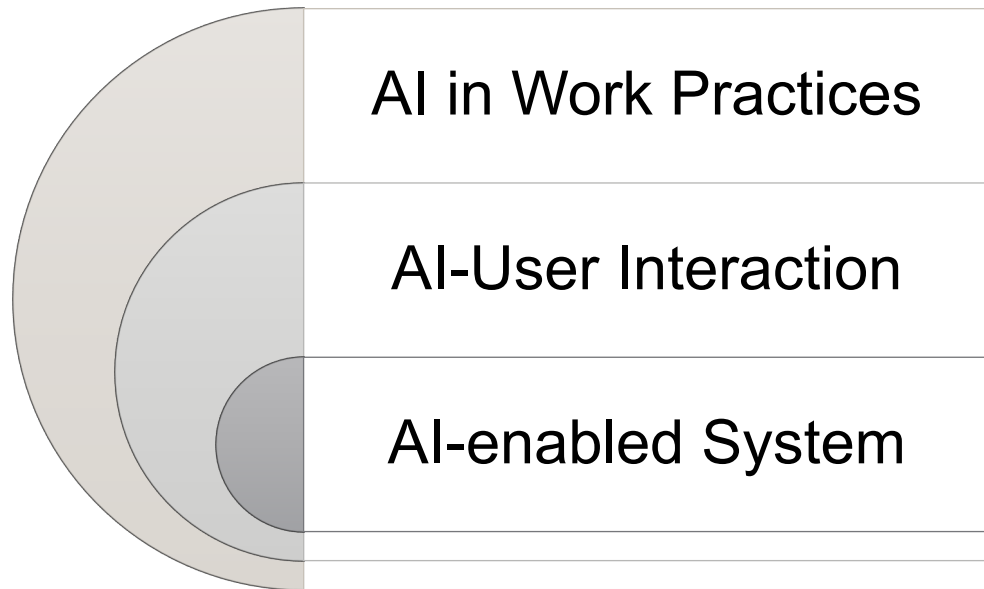 AI in Work Practices
AI-User Interaction
AI-enabled System